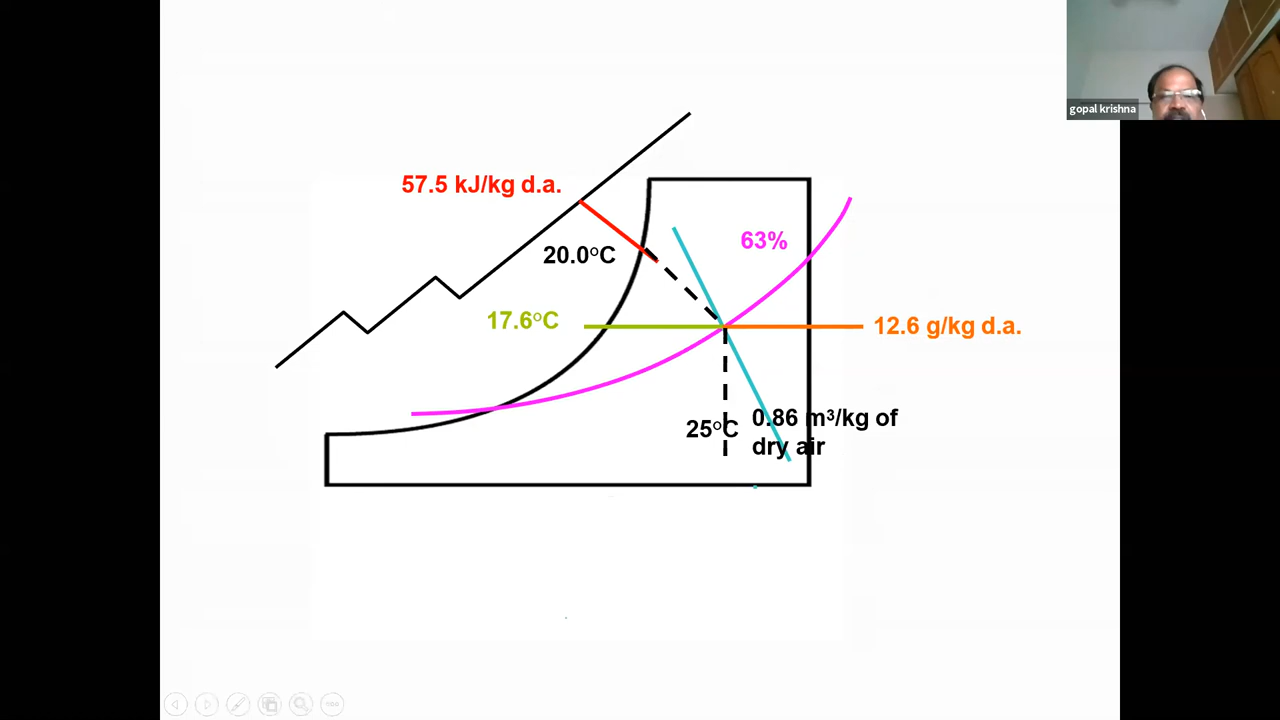 gopal krishna
57.5 kJ/kg d.a.
63%
20.0°C
17.6°C
12.6 g/kg d.a.
25°C
0.86 m³/kg of
dry air